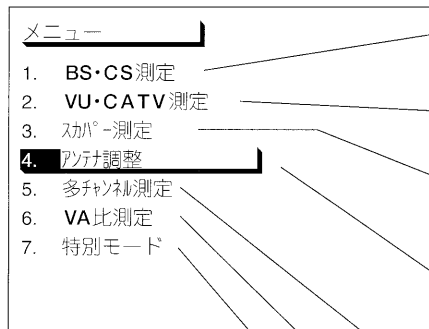 メニュー
1. BS・CS測定
2. VU・CATV測定
3. ｽｶﾊﾟｰ測定
4. ｱﾝﾃﾅ調整
5. 多ﾁｬﾝﾈﾙ測定
6. VA比測定
7. 特別モード